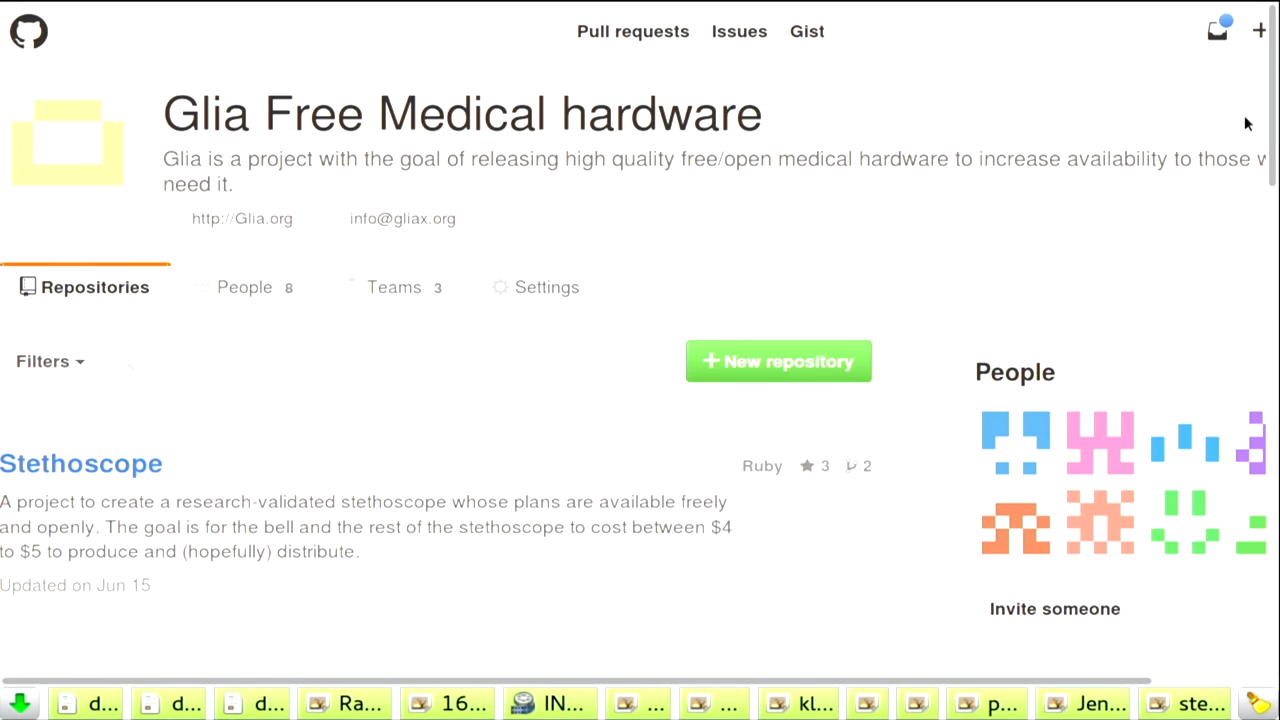 Pull requests Issues Gist
Glia Free Medical hardware
Glia is a project with the goal of releasing high quality free/open medical hardware to increase availability to those
need it.
http://Glia.org info@gliax.org
Repositories People 8 Teams 3 Settings
Filters
+ New repository
People
Stethoscope
Ruby 3 2
A project to create a research-validated stethoscope whose plans are available freely
and openly. The goal is for the bell and the rest of the stethoscope to cost between $4
to $5 to produce and (hopefully) distribute.
Updated on Jun 15
Invite someone
d... d... d... Ra... 16... IN... ... ... kl... p... Jen... ste...